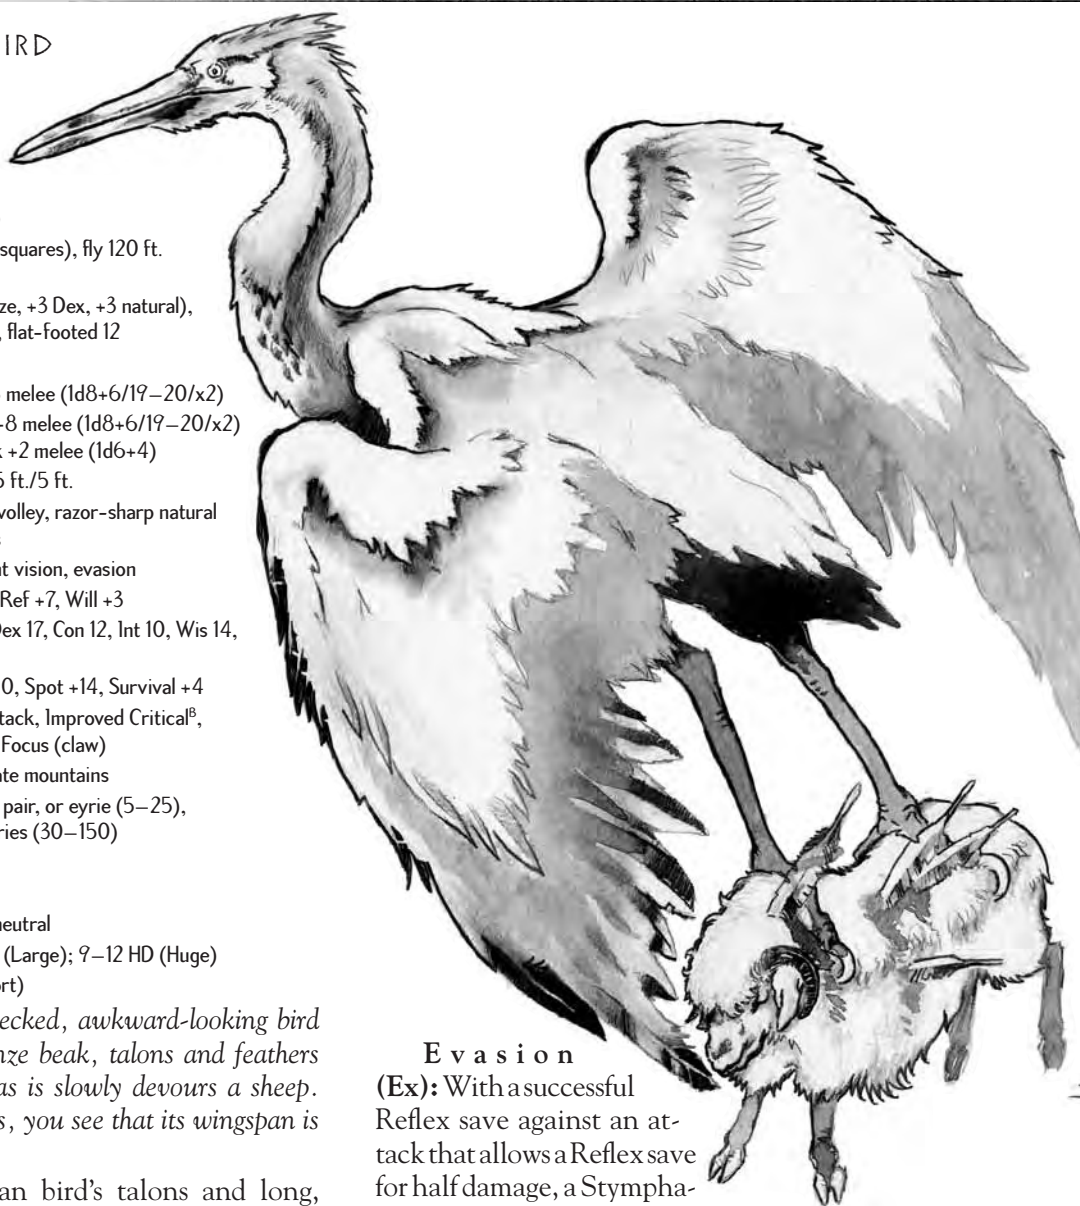 IRD
squares), fly 120 ft.
ze, +3 Dex, +3 natural),
, flat-footed 12
melee (1d8+6/19–20/x2)
-8 melee (1d8+6/19–20/x2)
+2 melee (1d6+4)
ft./5 ft.
volley, razor-sharp natural
t vision, evasion
Ref +7, Will +3
Dex 17, Con 12, Int 10, Wis 14,
0, Spot +14, Survival +4
tack, Improved Criticalᴮ,
Focus (claw)
ate mountains
pair, or eyrie (5–25),
ries (30–150)
neutral
(Large); 9–12 HD (Huge)
rt)
ecked, awkward-looking bird
nze beak, talons and feathers
as is slowly devours a sheep.
s, you see that its wingspan is
an bird's talons and long,
Evasion
(Ex): With a successful
Reflex save against an at-
tack that allows a Reflex save
for half damage, a Stympha-